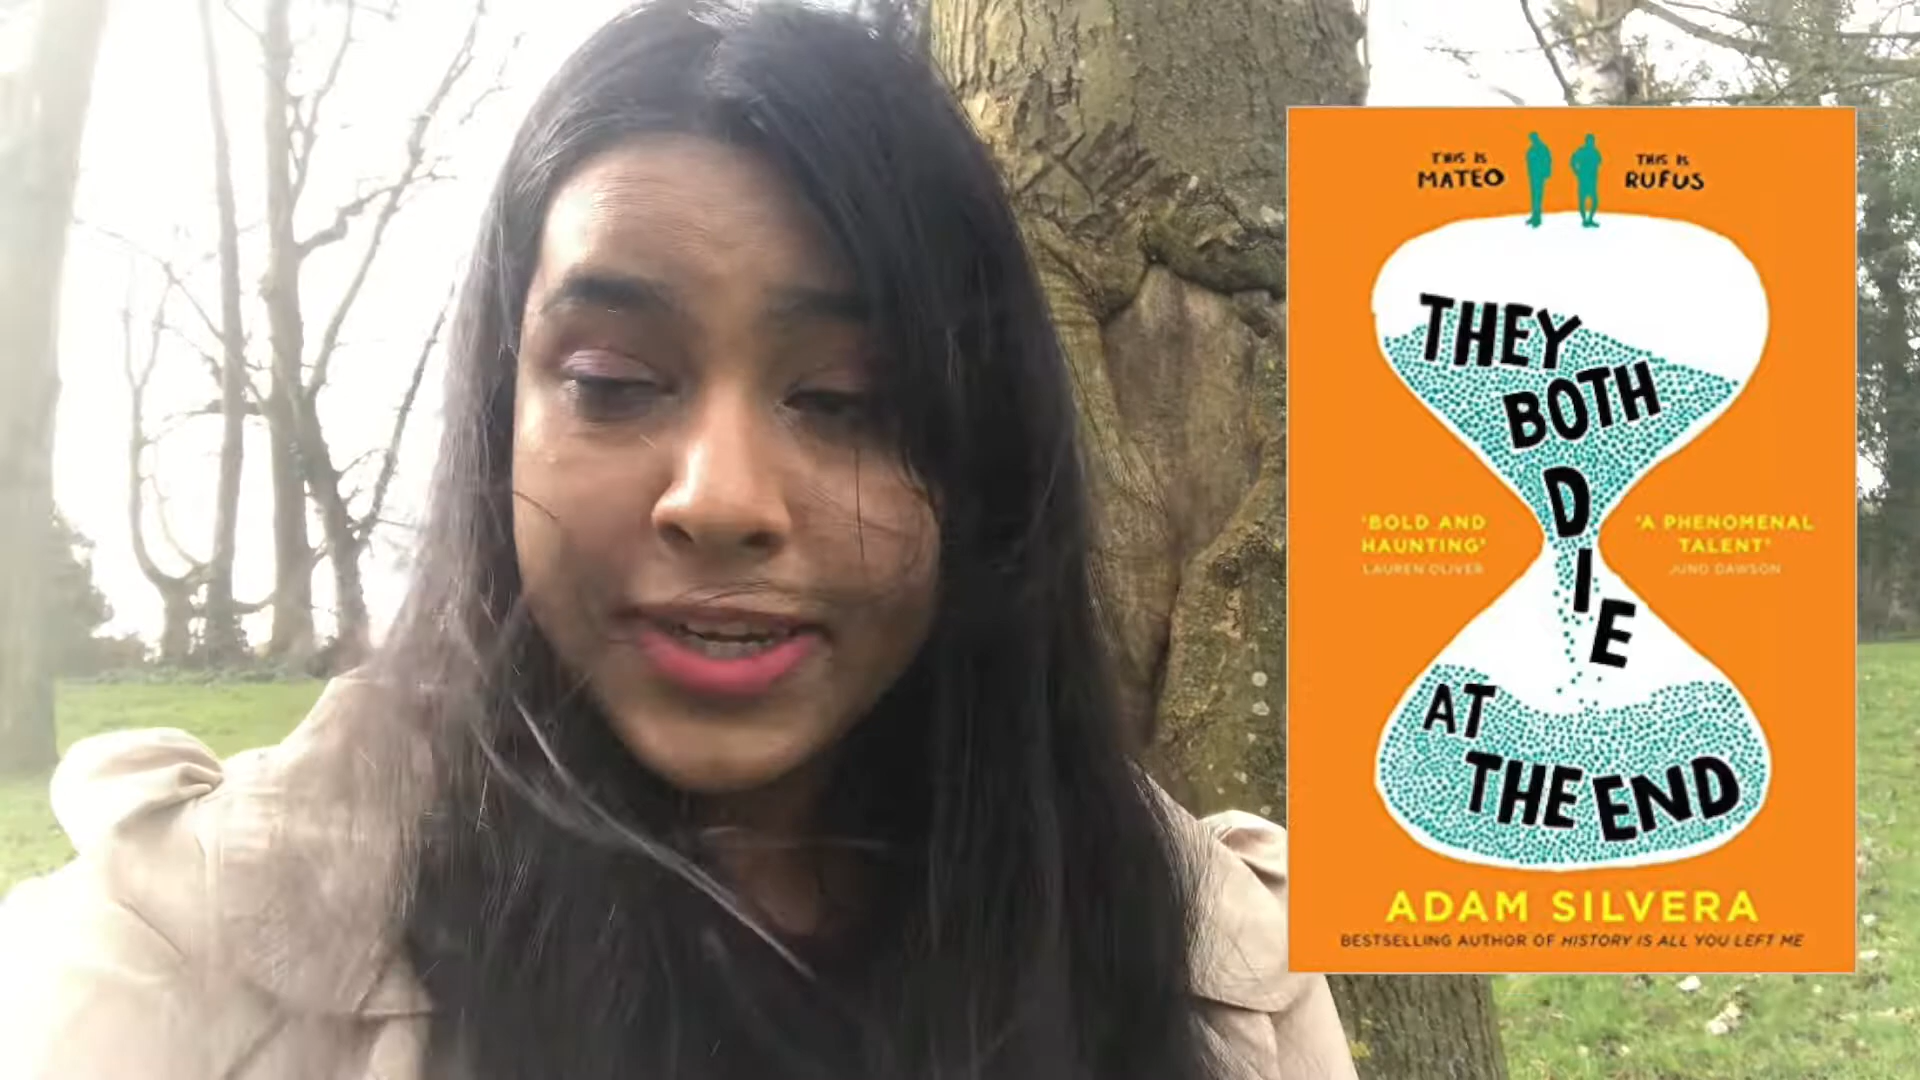 THIS IS
MATEO
THIS IS
RUFUS
THEY
BOTH
DIE
AT
THE END
'BOLD AND
HAUNTING'
LAUREN OLIVER
'A PHENOMENAL
TALENT'
JUNO DAWSON
ADAM SILVERA
BESTSELLING AUTHOR OF HISTORY IS ALL YOU LEFT ME